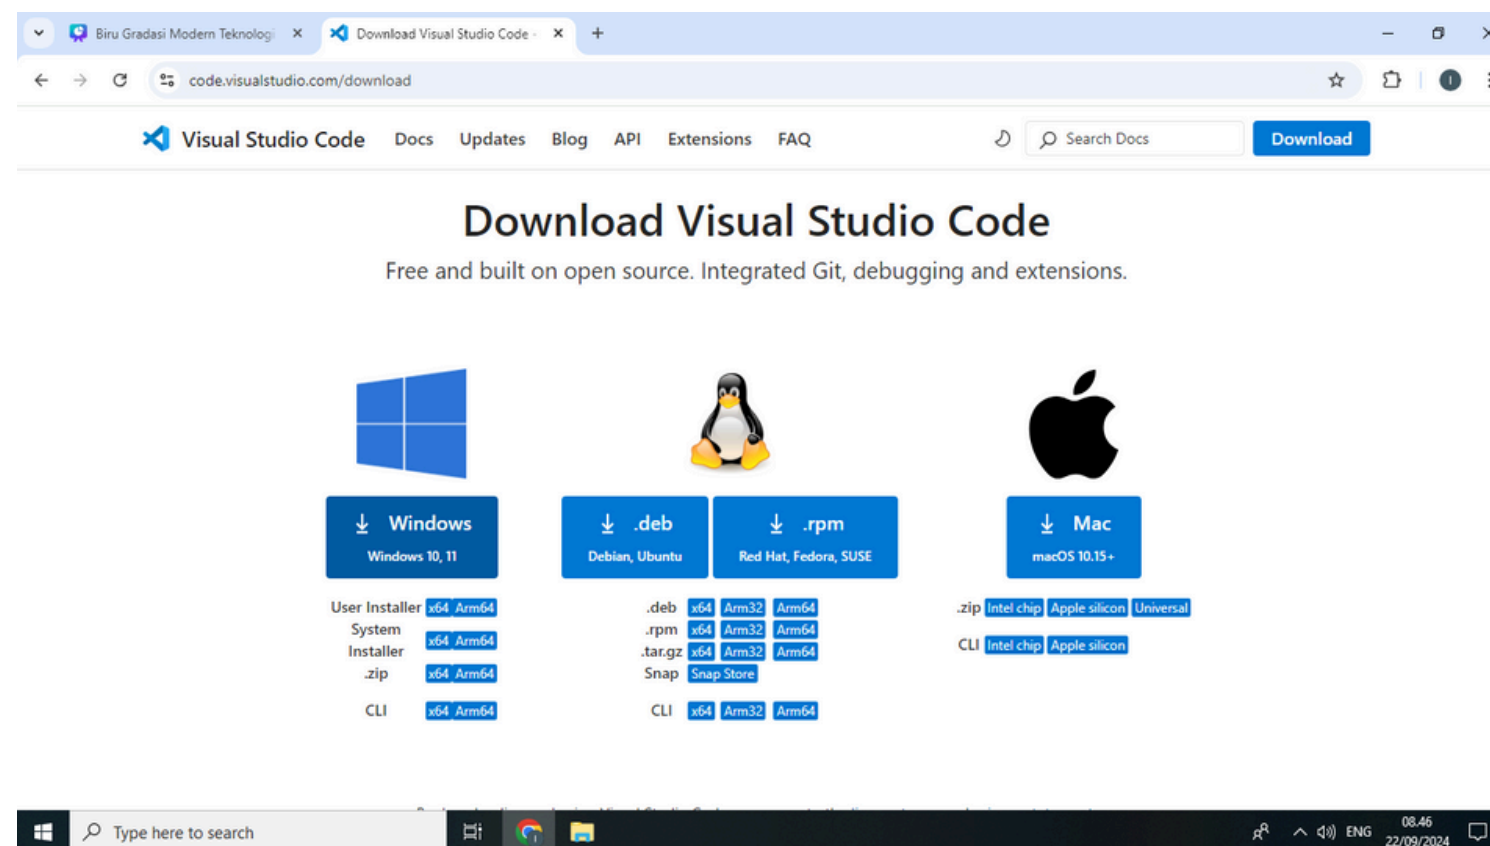 Biru Gradasi Modern Teknologi
Download Visual Studio Code -
code.visualstudio.com/download
Visual Studio Code Docs Updates Blog API Extensions FAQ Search Docs Download
Download Visual Studio Code
Free and built on open source. Integrated Git, debugging and extensions.
Windows
Windows 10, 11
.deb
Debian, Ubuntu
.rpm
Red Hat, Fedora, SUSE
Mac
macOS 10.15+
User Installer x64 Arm64
System
Installer x64 Arm64
.zip x64 Arm64
CLI x64 Arm64
.deb x64 Arm32 Arm64
.rpm x64 Arm32 Arm64
.tar.gz x64 Arm32 Arm64
Snap Snap Store
CLI x64 Arm32 Arm64
.zip Intel chip Apple silicon Universal
CLI Intel chip Apple silicon
Type here to search
ENG
08.46
22/09/2024